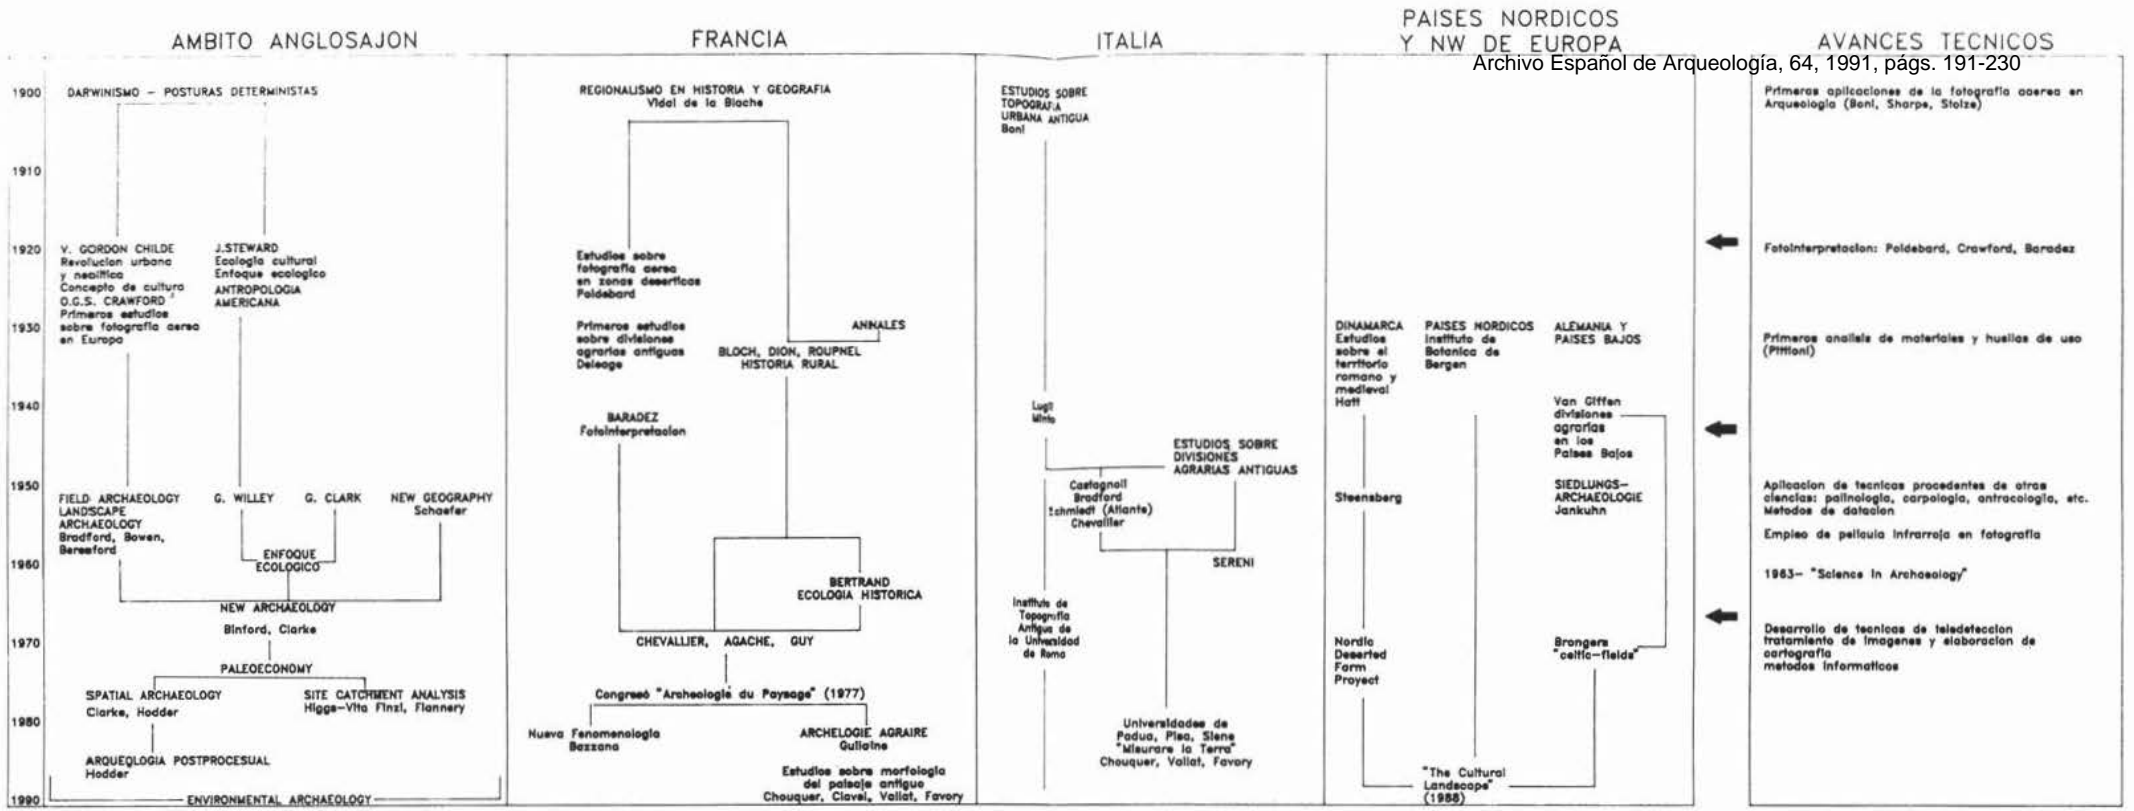 AMBITO ANGLOSAJON
FRANCIA
ITALIA
PAISES NORDICOS
Y NW DE EUROPA
AVANCES TECNICOS
Archivo Español de Arqueología, 64, 1991, págs. 191-230
1900
1910
1920
1930
1940
1950
1960
1970
1980
1990
DARWINISMO - POSTURAS DETERMINISTAS
V. GORDON CHILDE
Revolucion urbana
y neolitica
Concepto de cultura
O.G.S. CRAWFORD
Primeros estudios
sobre fotografia aerea
en Europa
J.STEWARD
Ecologia cultural
Enfoque ecologico
ANTROPOLOGIA
AMERICANA
FIELD ARCHAEOLOGY
LANDSCAPE
ARCHAEOLOGY
Bradford, Bowen,
Beresford
G. WILLEY
G. CLARK
NEW GEOGRAPHY
Schaefer
ENFOQUE
ECOLOGICO
NEW ARCHAEOLOGY
Binford, Clarke
PALEOECONOMY
SPATIAL ARCHAEOLOGY
Clarke, Hodder
SITE CATCHMENT ANALYSIS
Higgs-Vita Finzi, Flannery
ARQUEOLOGIA POSTPROCESUAL
Hodder
ENVIRONMENTAL ARCHAEOLOGY
REGIONALISMO EN HISTORIA Y GEOGRAFIA
Vidal de la Blache
Estudios sobre
fotografia aerea
en zonas deserticas
Poidebard
Primeros estudios
sobre divisiones
agrarias antiguas
Deleage
ANNALES
BLOCH, DION, ROUPNEL
HISTORIA RURAL
BARADEZ
Fotointerpretacion
BERTRAND
ECOLOGIA HISTORICA
CHEVALLIER, AGACHE, GUY
Congreso "Archeologie du Paysage" (1977)
Nueva Fenomenologia
Bazzana
ARCHELOGIE AGRAIRE
Guilaine
Estudios sobre morfologia
del paisaje antiguo
Chouquer, Clavel, Vallat, Favory
ESTUDIOS SOBRE
TOPOGRAFIA
URBANA ANTIGUA
Boni
Lugli
Minto
ESTUDIOS SOBRE
DIVISIONES
AGRARIAS ANTIGUAS
Castagnoli
Bradford
Schmiedt (Atlante)
Chevallier
SERENI
Instituto de
Topografia
Antigua de
la Universidad
de Roma
Universidades de
Padua, Pisa, Siene
"Misurare la Terra"
Chouquer, Vallat, Favory
DINAMARCA
Estudios
sobre el
territorio
romano y
medieval
Hatt
PAISES NORDICOS
Instituto de
Botanica de
Bergen
ALEMANIA Y
PAISES BAJOS
Van Giffen
divisiones
agrarias
en los
Paises Bajos
Steensberg
SIEDLUNGS-
ARCHAEOLOGIE
Jankuhn
Nordic
Deserted
Farm
Proyect
Brongers
"celtic-fields"
"The Cultural
Landscape"
(1988)
Primeras aplicaciones de la fotografia aaerea en
Arqueologia (Boni, Sharpe, Stolze)
Fotointerpretacion: Poidebard, Crawford, Baradez
Primeros analisis de materiales y huellas de uso
(Pittioni)
Aplicacion de tecnicas procedentes de otras
ciencias: palinologia, carpologia, antracologia, etc.
Metodos de datacion
Empleo de pelicula infrarroja en fotografia
1963- "Science in Archaeology"
Desarrollo de tecnicas de teledeteccion
tratamiento de imagenes y elaboracion de
cartografia
metodos informaticos